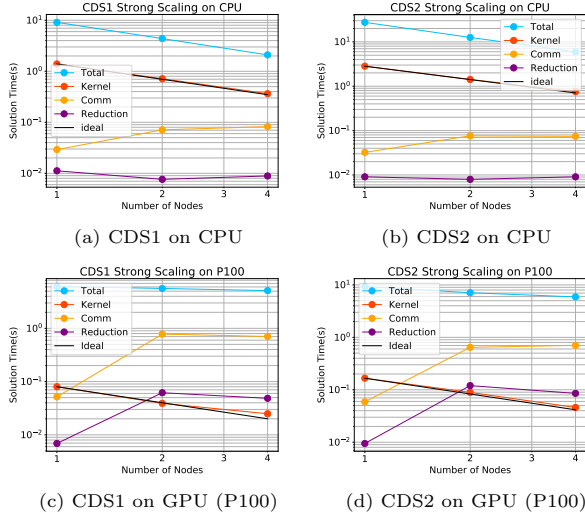 CDS1 Strong Scaling on CPU
10^1
10^0
10^-1
10^-2
Solution Time(s)
Total
Kernel
Comm
Reduction
ideal
1 2 3 4
Number of Nodes
(a) CDS1 on CPU
CDS2 Strong Scaling on CPU
10^1
10^0
10^-1
10^-2
Solution Time(s)
Total
Kernel
Comm
Reduction
ideal
1 2 3 4
Number of Nodes
(b) CDS2 on CPU
CDS1 Strong Scaling on P100
10^0
10^-1
10^-2
Solution Time(s)
Total
Kernel
Comm
Reduction
Ideal
1 2 3 4
Number of Nodes
(c) CDS1 on GPU (P100)
CDS2 Strong Scaling on P100
10^1
10^0
10^-1
10^-2
Solution Time(s)
Total
Kernel
Comm
Reduction
Ideal
1 2 3 4
Number of Nodes
(d) CDS2 on GPU (P100)